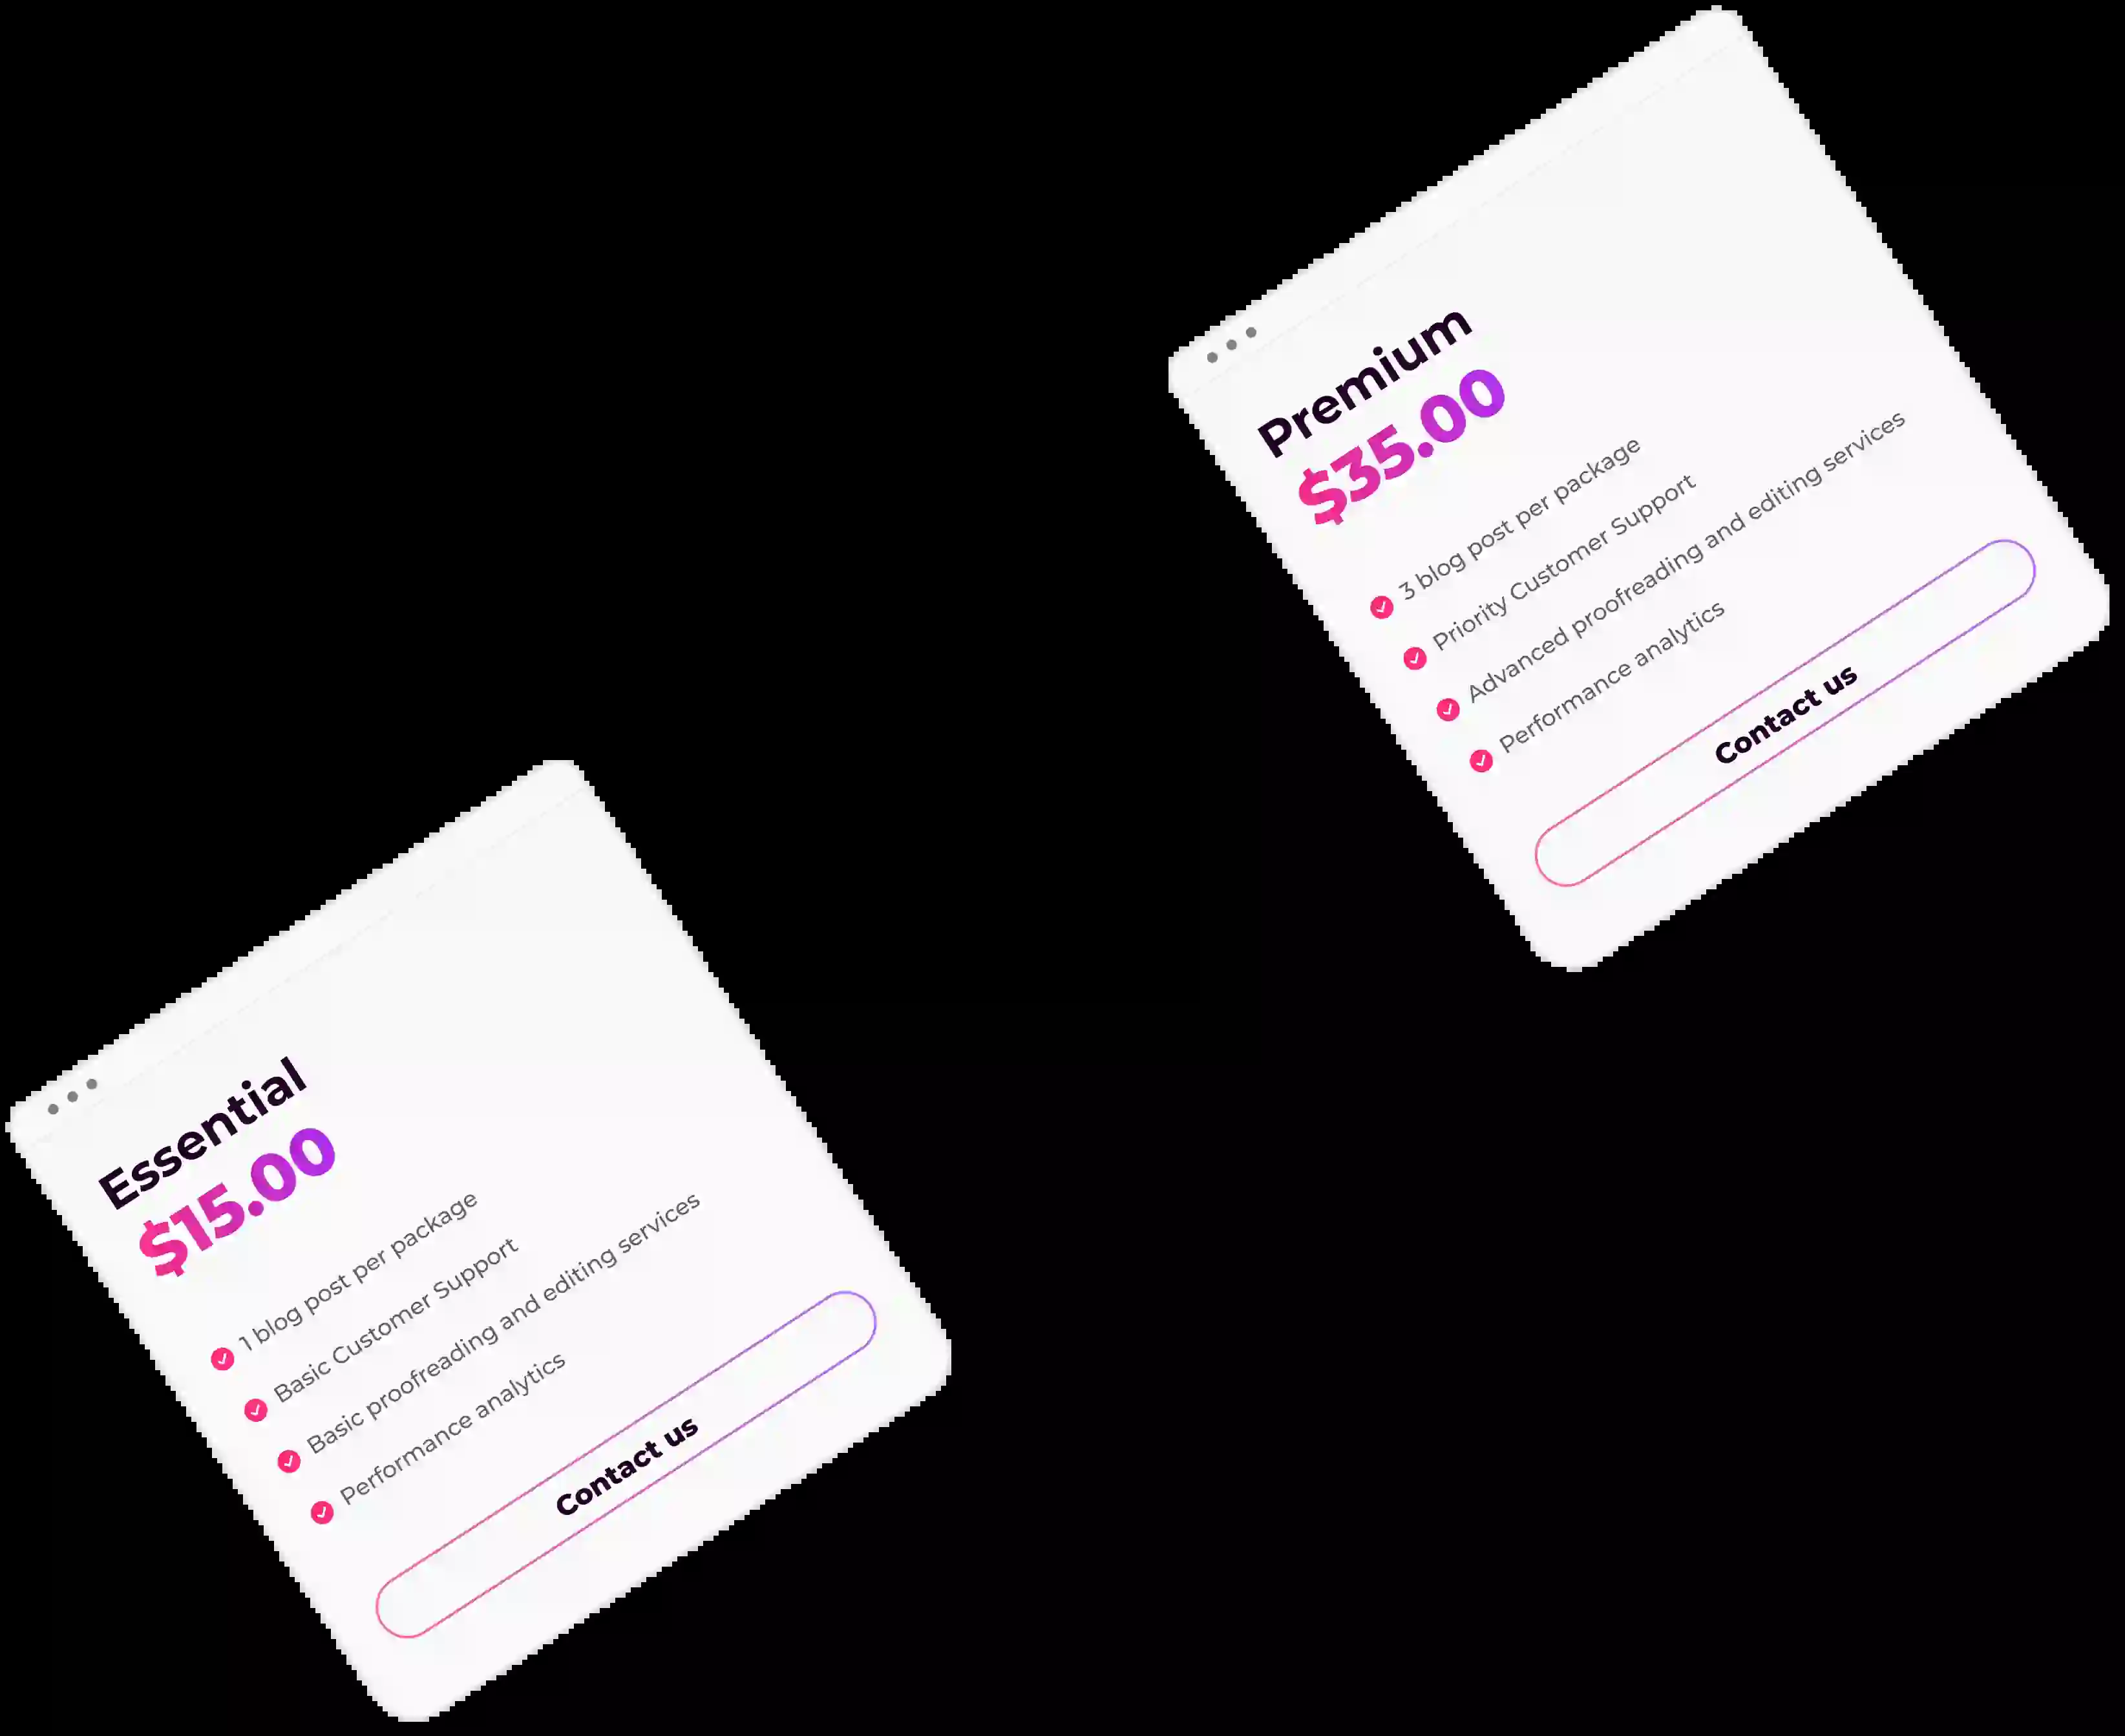 Premium
$35.00
3 blog post per package
Priority Customer Support
Advanced proofreading and editing services
Performance analytics
Contact us
Essential
$15.00
1 blog post per package
Basic Customer Support
Basic proofreading and editing services
Performance analytics
Contact us